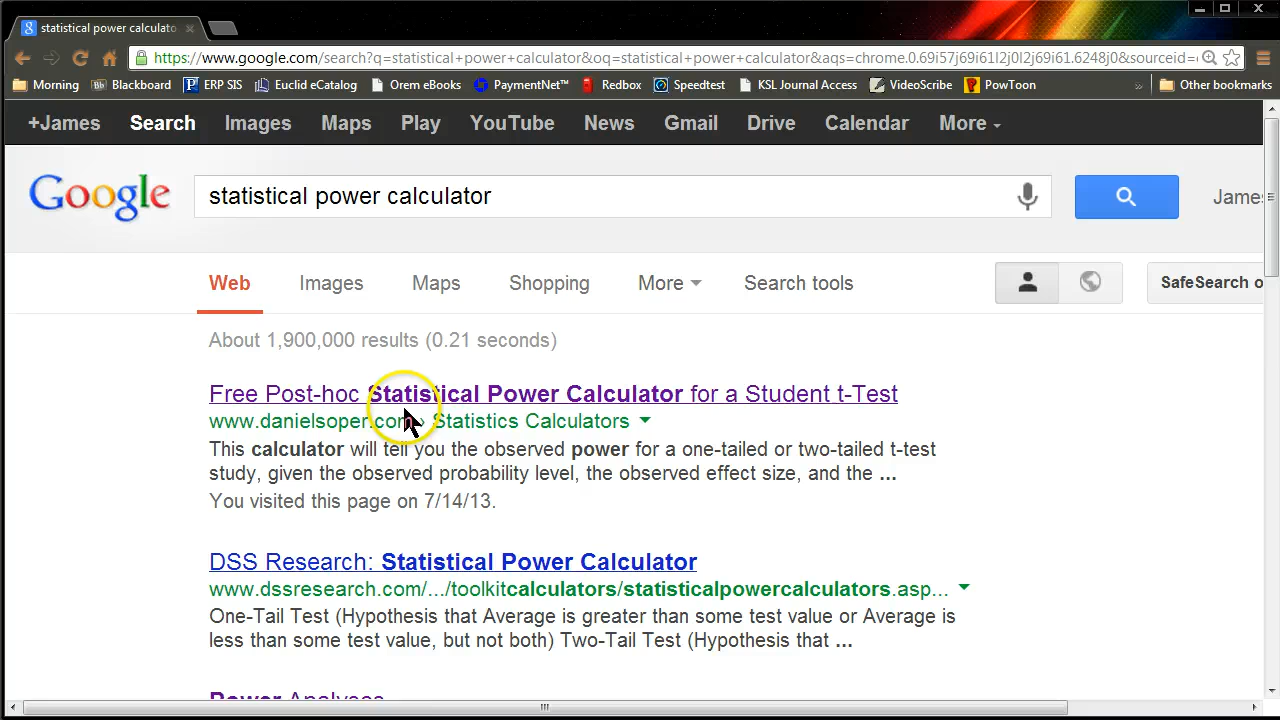 statistical power calculato
https://www.google.com/search?q=statistical+power+calculator&oq=statistical+power+calculator&aqs=chrome.0.69i57j69i61l2j0l2j69i61.6248j0&sourceid=c
Morning Bb Blackboard ERP SIS Euclid eCatalog Orem eBooks PaymentNet™ Redbox Speedtest KSL Journal Access VideoScribe PowToon » Other bookmarks
+James Search Images Maps Play YouTube News Gmail Drive Calendar More
Google statistical power calculator James
Web Images Maps Shopping More Search tools SafeSearch o
About 1,900,000 results (0.21 seconds)
Free Post-hoc Statistical Power Calculator for a Student t-Test
www.danielsoper.com › Statistics Calculators
This calculator will tell you the observed power for a one-tailed or two-tailed t-test
study, given the observed probability level, the observed effect size, and the ...
You visited this page on 7/14/13.
DSS Research: Statistical Power Calculator
www.dssresearch.com/.../toolkitcalculators/statisticalpowercalculators.asp...
One-Tail Test (Hypothesis that Average is greater than some test value or Average is
less than some test value, but not both) Two-Tail Test (Hypothesis that ...
Power Analyses